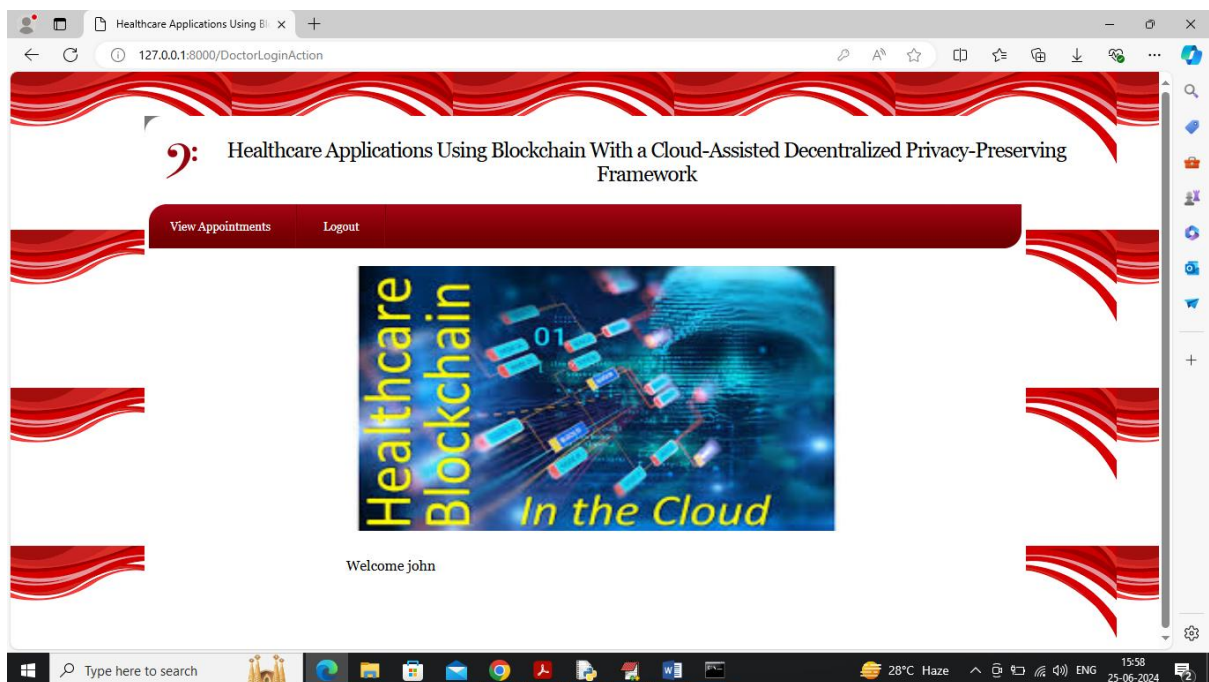 Healthcare Applications Using Bl
127.0.0.1:8000/DoctorLoginAction
Healthcare Applications Using Blockchain With a Cloud-Assisted Decentralized Privacy-Preserving
Framework
View Appointments Logout
Healthcare
Blockchain
01
In the Cloud
Welcome john
Type here to search
28°C Haze
ENG
15:58
25-06-2024
2